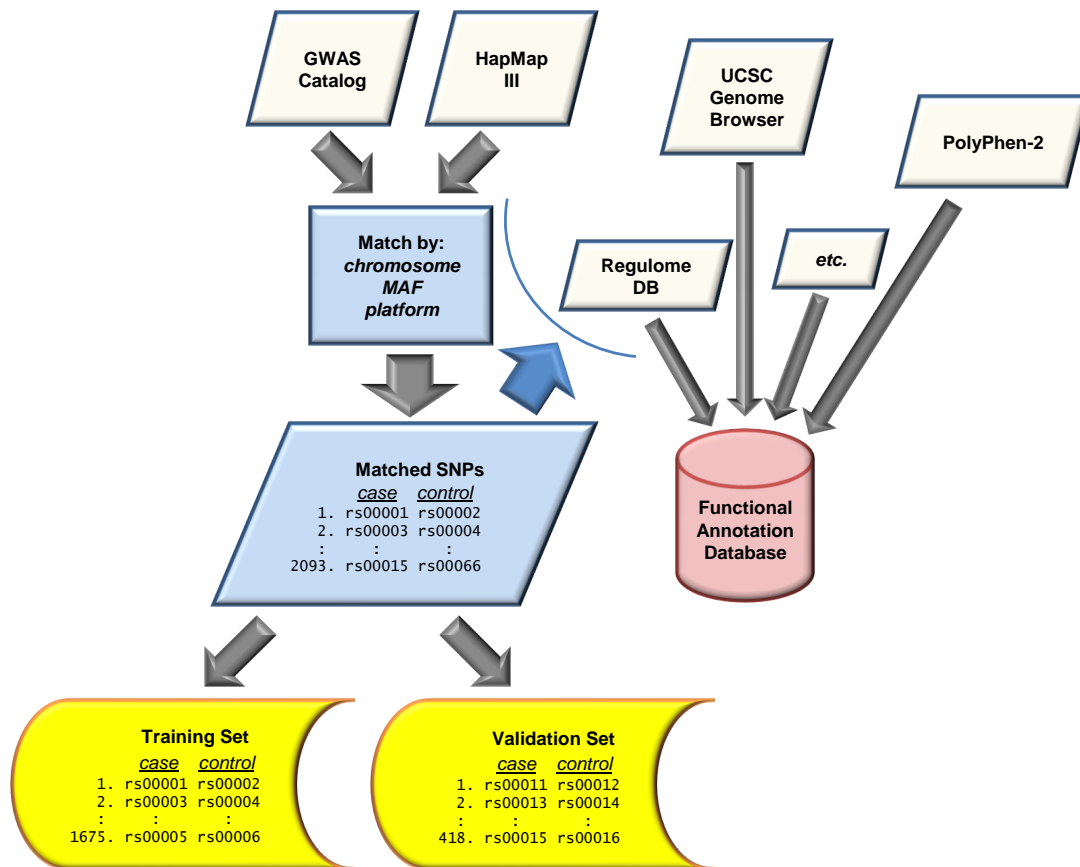 GWAS
Catalog
HapMap
III
UCSC
Genome
Browser
PolyPhen-2
Match by:
chromosome
MAF
platform
Regulome
DB
etc.
Matched SNPs
case control
1. rs00001 rs00002
2. rs00003 rs00004
: : :
2093. rs00015 rs00066
Functional
Annotation
Database
Training Set
case control
1. rs00001 rs00002
2. rs00003 rs00004
: : :
1675. rs00005 rs00006
Validation Set
case control
1. rs00011 rs00012
2. rs00013 rs00014
: : :
418. rs00015 rs00016